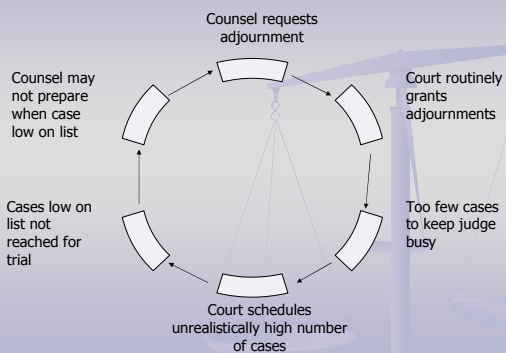 Counsel requests
adjournment
Court routinely
grants
adjournments
Too few cases
to keep judge
busy
Court schedules
unrealistically high number
of cases
Cases low on
list not
reached for
trial
Counsel may
not prepare
when case
low on list